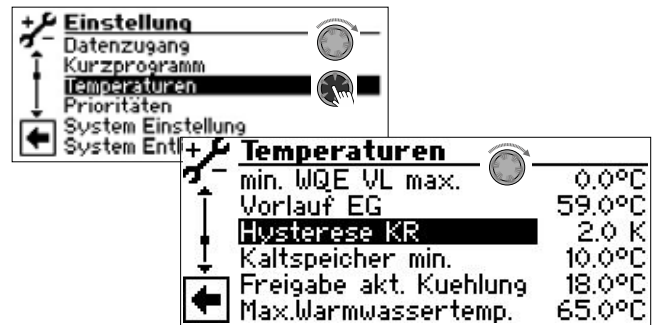 Einstellung
Datenzugang
Kurzprogramm
Temperaturen
Prioritäten
System Einstellung
System
Temperaturen
min. WQE VL max. 0.0°C
Vorlauf EG 59.0°C
Hysterese KR 2.0 K
Kaltspeicher min. 10.0°C
Freigabe akt. Kuehlung 18.0°C
Max.Warmwassertemp. 65.0°C